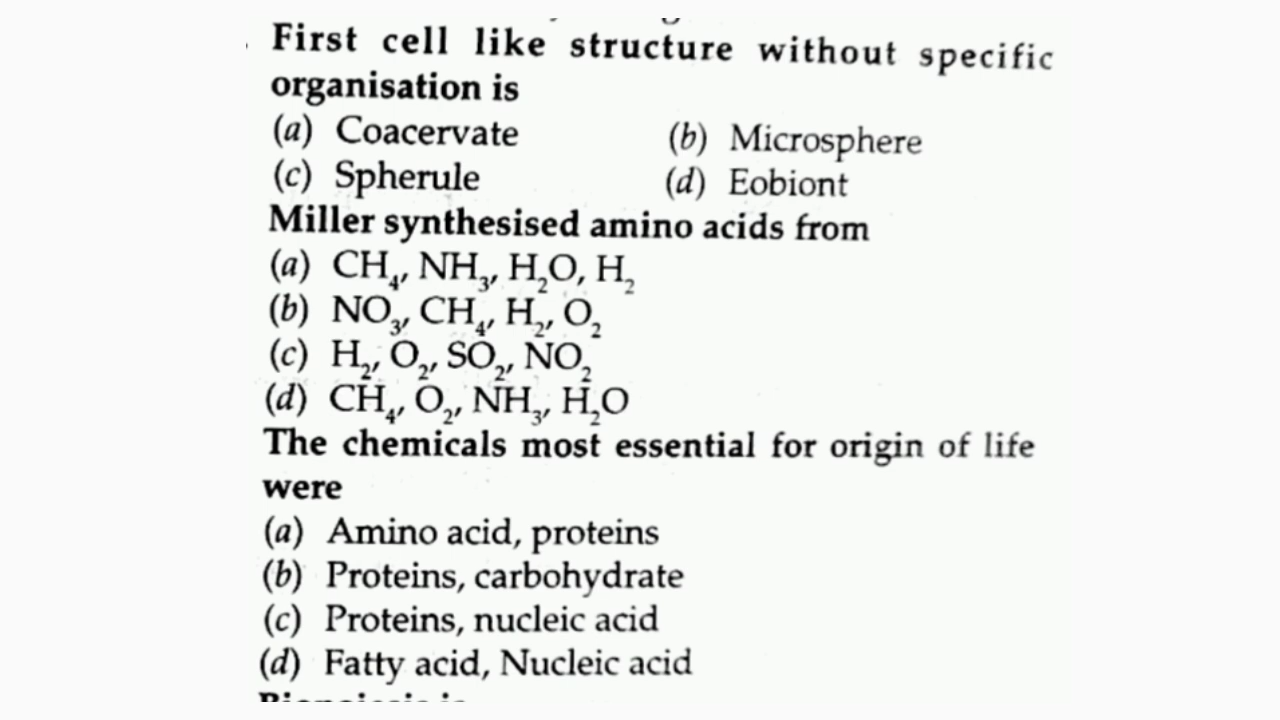 First cell like structure without specific
organisation is
(a) Coacervate (b) Microsphere
(c) Spherule (d) Eobiont
Miller synthesised amino acids from
(a) CH₄, NH₃, H₂O, H₂
(b) NO₃, CH₄, H₂, O₂
(c) H₂, O₂, SO₂, NO₂
(d) CH₄, O₂, NH₃, H₂O
The chemicals most essential for origin of life
were
(a) Amino acid, proteins
(b) Proteins, carbohydrate
(c) Proteins, nucleic acid
(d) Fatty acid, Nucleic acid